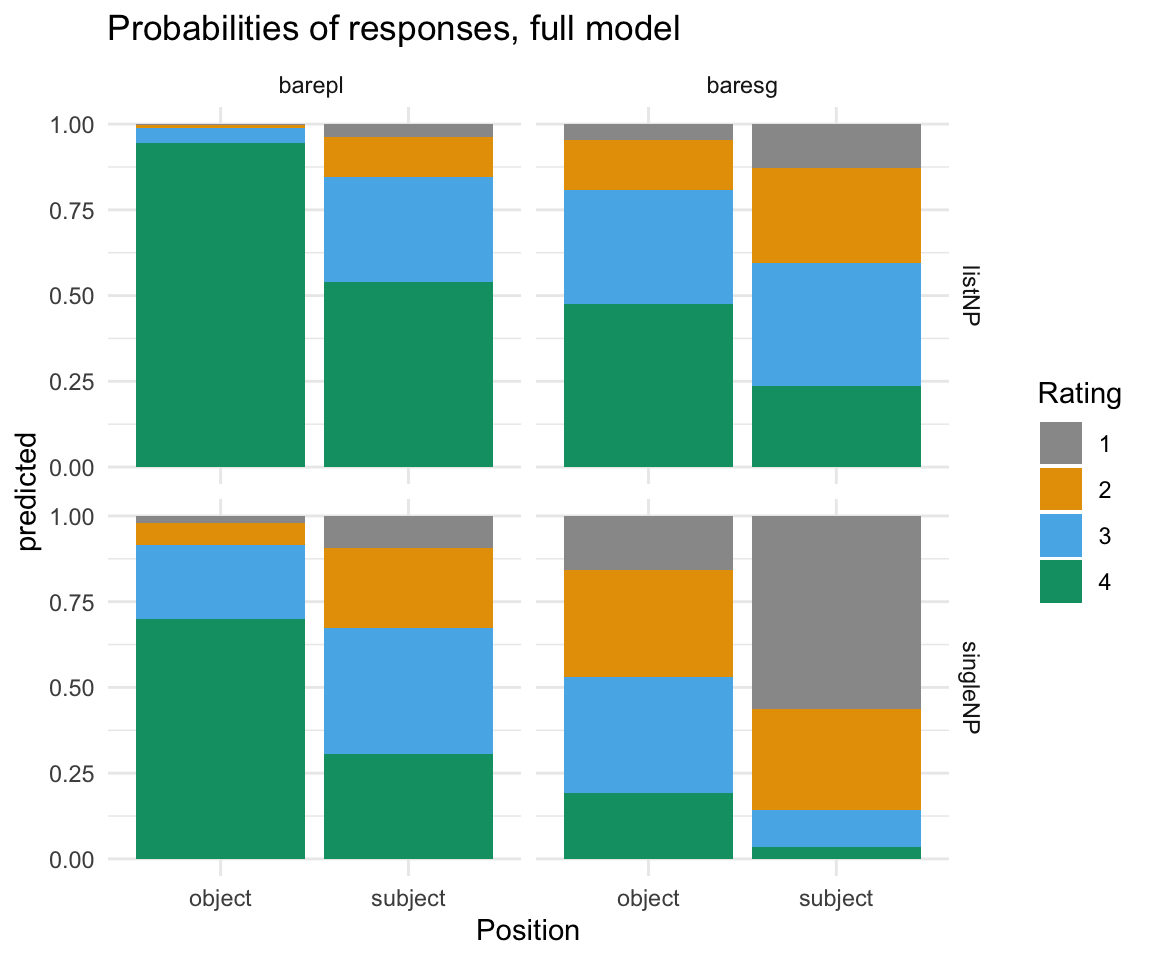 Probabilities of responses, full model
barepl
baresg
1.00
0.75
0.50
0.25
0.00
listNP
1.00
0.75
0.50
0.25
0.00
singleNP
predicted
object
subject
object
subject
Position
Rating
1
2
3
4